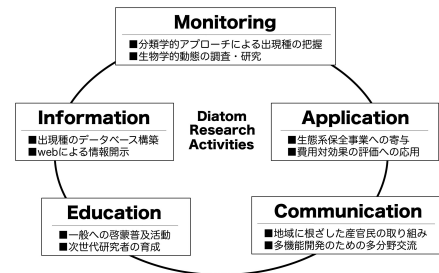 Monitoring
■分類学的アプローチによる出現種の把握
■生物学的動態の調査・研究
Information
■出現種のデータベース構築
■webによる情報開示
Diatom
Research
Activities
Application
■生態系保全事業への寄与
■費用対効果の評価への応用
Education
■一般への啓蒙普及活動
■次世代研究者の育成
Communication
■地域に根ざした産官民の取り組み
■多機能開発のための多分野交流